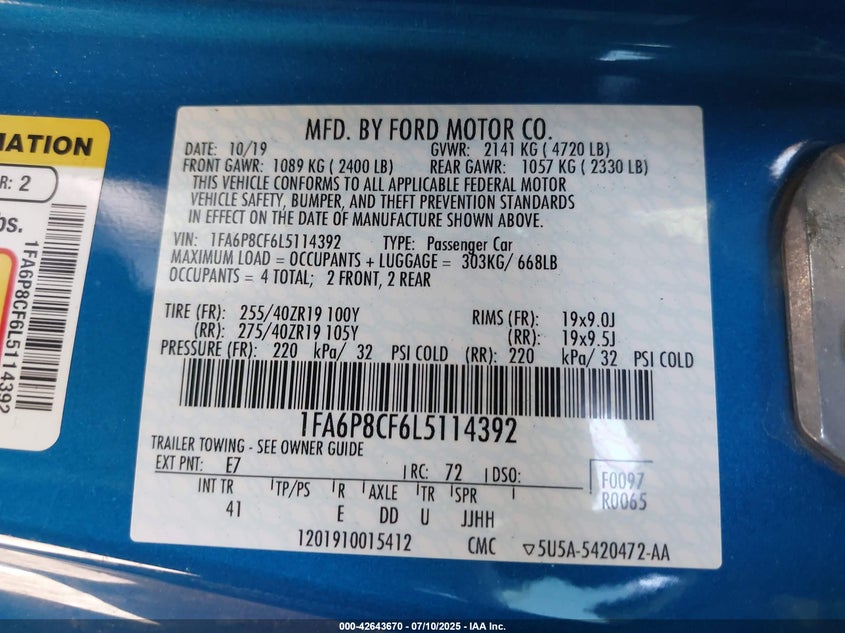 MATION
R: 2
bs.
1FA6P8CF6L5114392
MFD. BY FORD MOTOR CO.
DATE: 10/19 GVWR: 2141 KG ( 4720 LB)
FRONT GAWR: 1089 KG ( 2400 LB) REAR GAWR: 1057 KG ( 2330 LB)
THIS VEHICLE CONFORMS TO ALL APPLICABLE FEDERAL MOTOR
VEHICLE SAFETY, BUMPER, AND THEFT PREVENTION STANDARDS
IN EFFECT ON THE DATE OF MANUFACTURE SHOWN ABOVE.
VIN: 1FA6P8CF6L5114392 TYPE: Passenger Car
MAXIMUM LOAD = OCCUPANTS + LUGGAGE = 303KG/ 668LB
OCCUPANTS = 4 TOTAL; 2 FRONT, 2 REAR
TIRE (FR): 255/40ZR19 100Y RIMS (FR): 19x9.0J
(RR): 275/40ZR19 105Y (RR): 19x9.5J
PRESSURE (FR): 220 kPa/ 32 PSI COLD (RR): 220 kPa/ 32 PSI COLD
1FA6P8CF6L5114392
TRAILER TOWING - SEE OWNER GUIDE
EXT PNT: E7 RC: 72 DSO: F0097
INT TR TP/PS R AXLE TR SPR R0065
41 E DD U JJHH
1201910015412 CMC ▽5U5A-5420472-AA
000-42643670 - 07/10/2025 - IAA Inc.